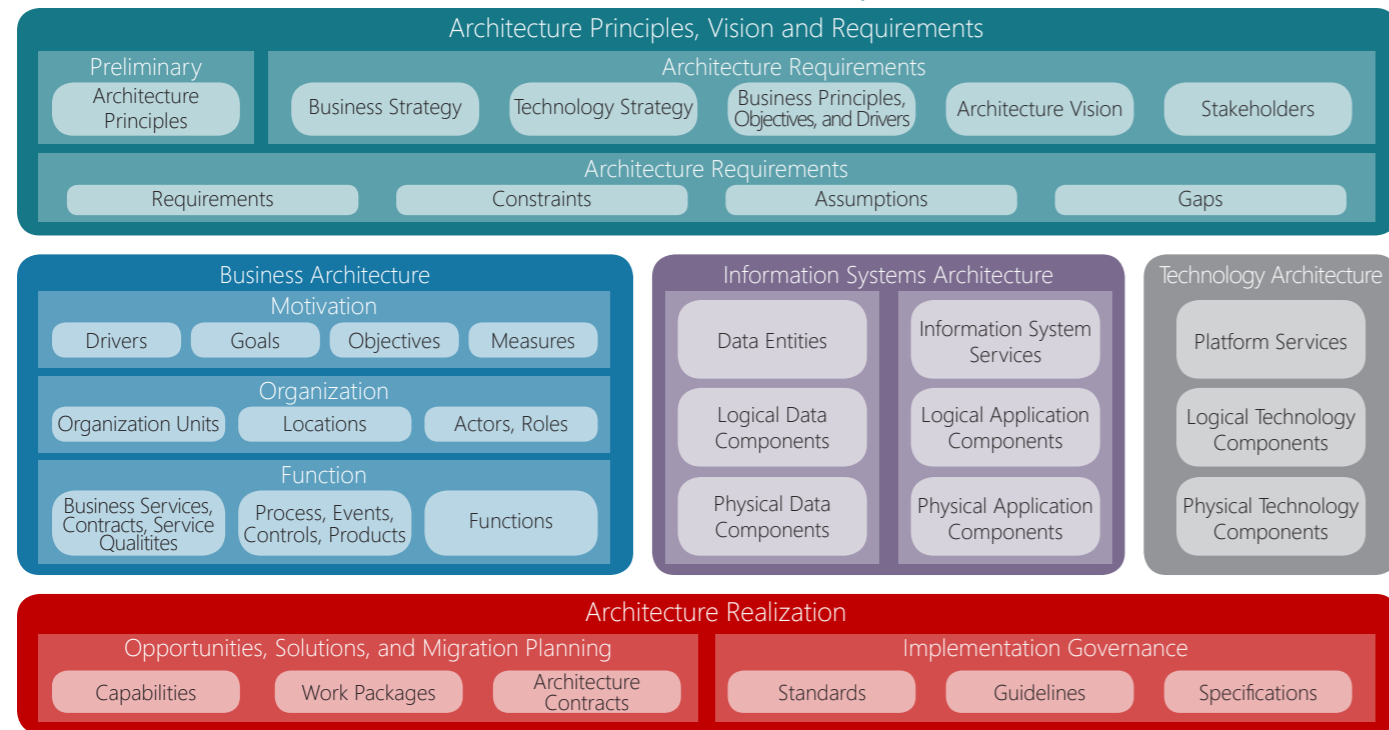 Architecture Principles, Vision and Requirements
Preliminary
Architecture
Principles
Architecture Requirements
Business Strategy
Technology Strategy
Business Principles,
Objectives, and Drivers
Architecture Vision
Stakeholders
Architecture Requirements
Requirements
Constraints
Assumptions
Gaps
Business Architecture
Motivation
Drivers
Goals
Objectives
Measures
Organization
Organization Units
Locations
Actors, Roles
Function
Business Services,
Contracts, Service
Qualitites
Process, Events,
Controls, Products
Functions
Information Systems Architecture
Data Entities
Logical Data
Components
Physical Data
Components
Information System
Services
Logical Application
Components
Physical Application
Components
Technology Architecture
Platform Services
Logical Technology
Components
Physical Technology
Components
Architecture Realization
Opportunities, Solutions, and Migration Planning
Capabilities
Work Packages
Architecture
Contracts
Implementation Governance
Standards
Guidelines
Specifications